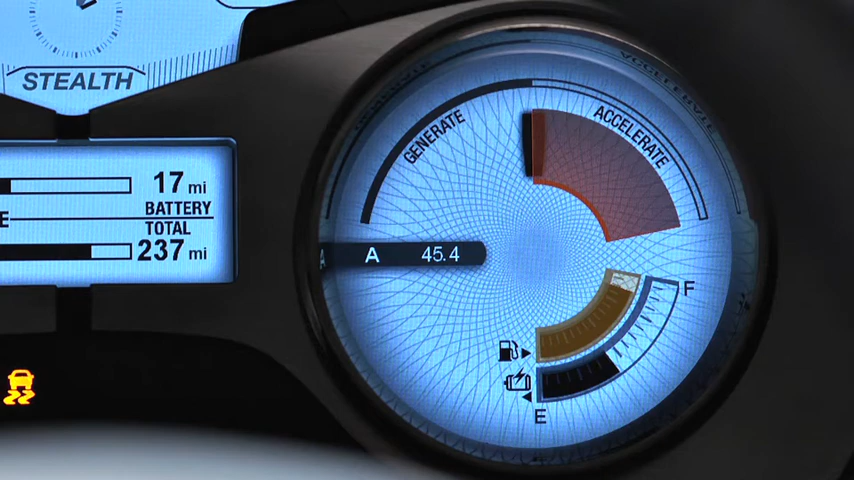 STEALTH
GENERATE
ACCELERATE
17 mi
BATTERY
TOTAL
237 mi
A 45.4
F
E